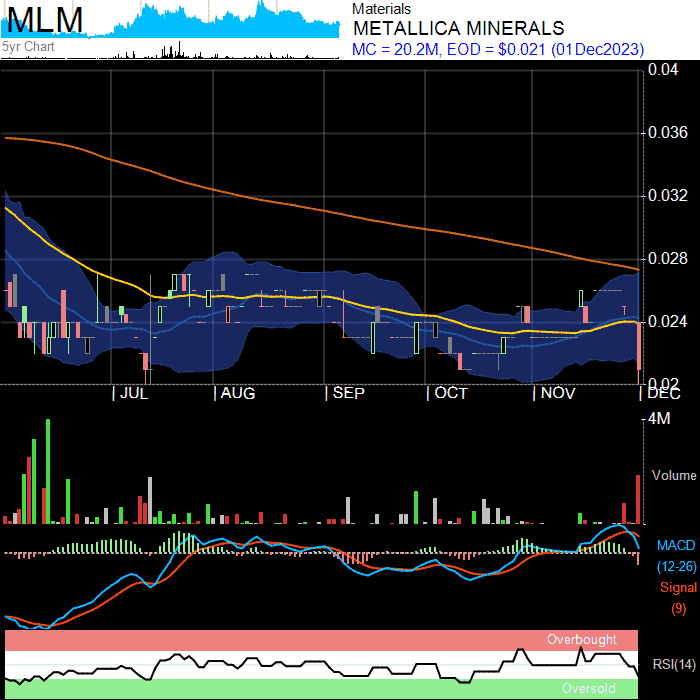 MLM
5yr Chart
Materials
METALLICA MINERALS
MC = 20.2M, EOD = $0.021 (01Dec2023)
0.04
0.036
0.032
0.028
0.024
0.02
JUL AUG SEP OCT NOV DEC
4M
Volume
MACD
(12-26)
Signal
(9)
Overbought
RSI(14)
Oversold